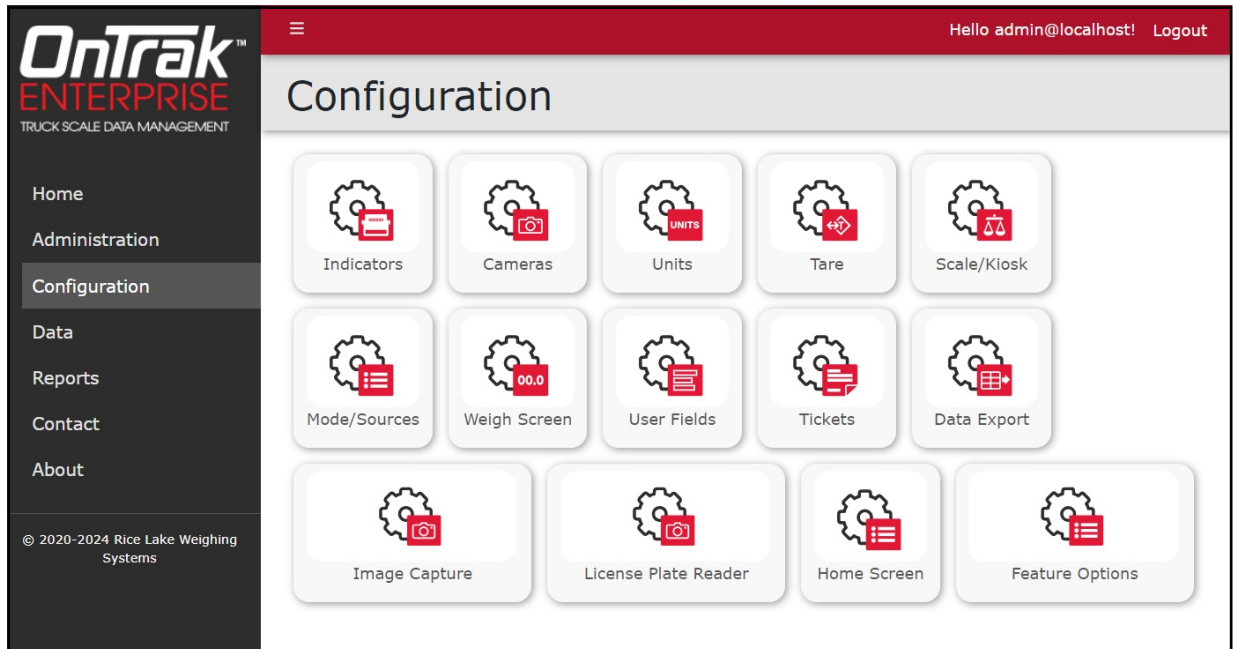 OnTrak™
ENTERPRISE
TRUCK SCALE DATA MANAGEMENT
Home
Administration
Configuration
Data
Reports
Contact
About
© 2020-2024 Rice Lake Weighing
Systems
Hello admin@localhost! Logout
Configuration
UNITS
Indicators Cameras Units Tare Scale/Kiosk
00.0
Mode/Sources Weigh Screen User Fields Tickets Data Export
Image Capture License Plate Reader Home Screen Feature Options